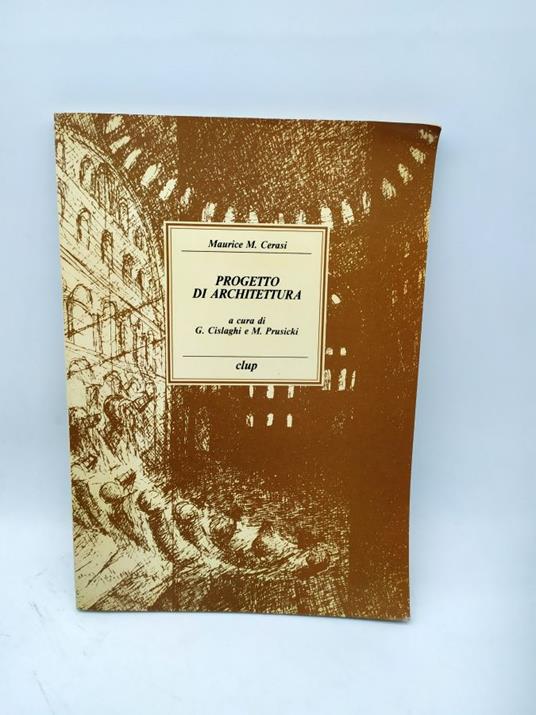 Maurice M. Cerasi
PROGETTO
DI ARCHITETTURA
a cura di
G. Cislaghi e M. Prusicki
clup